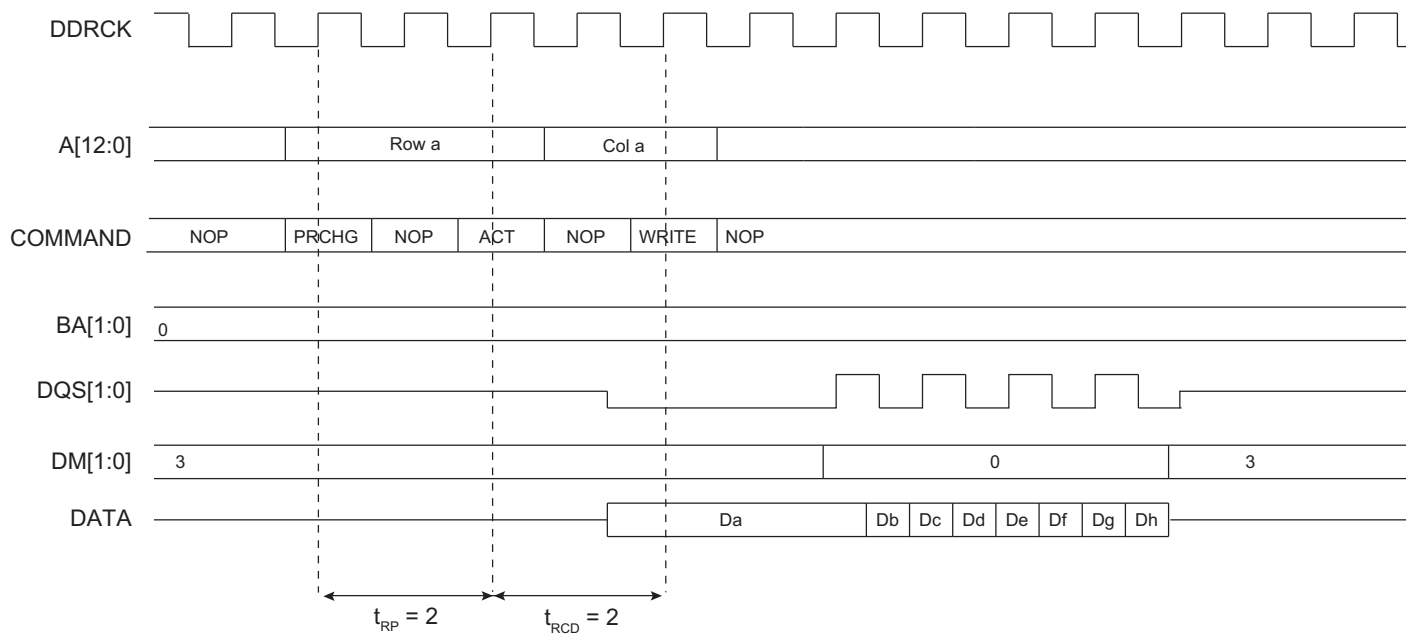 DDRCK
A[12:0] Row a Col a
COMMAND NOP PRCHG NOP ACT NOP WRITE NOP
BA[1:0] 0
DQS[1:0]
DM[1:0] 3 0 3
DATA Da Db Dc Dd De Df Dg Dh
tRP = 2 tRCD = 2